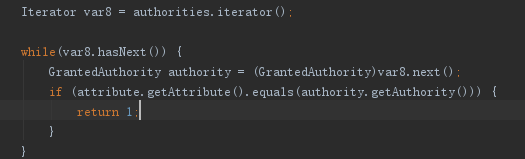 Iterator var8 = authorities.iterator();
while(var8.hasNext()) {
GrantedAuthority authority = (GrantedAuthority)var8.next();
if (attribute.getAttribute().equals(authority.getAuthority())) {
return 1;
}
}